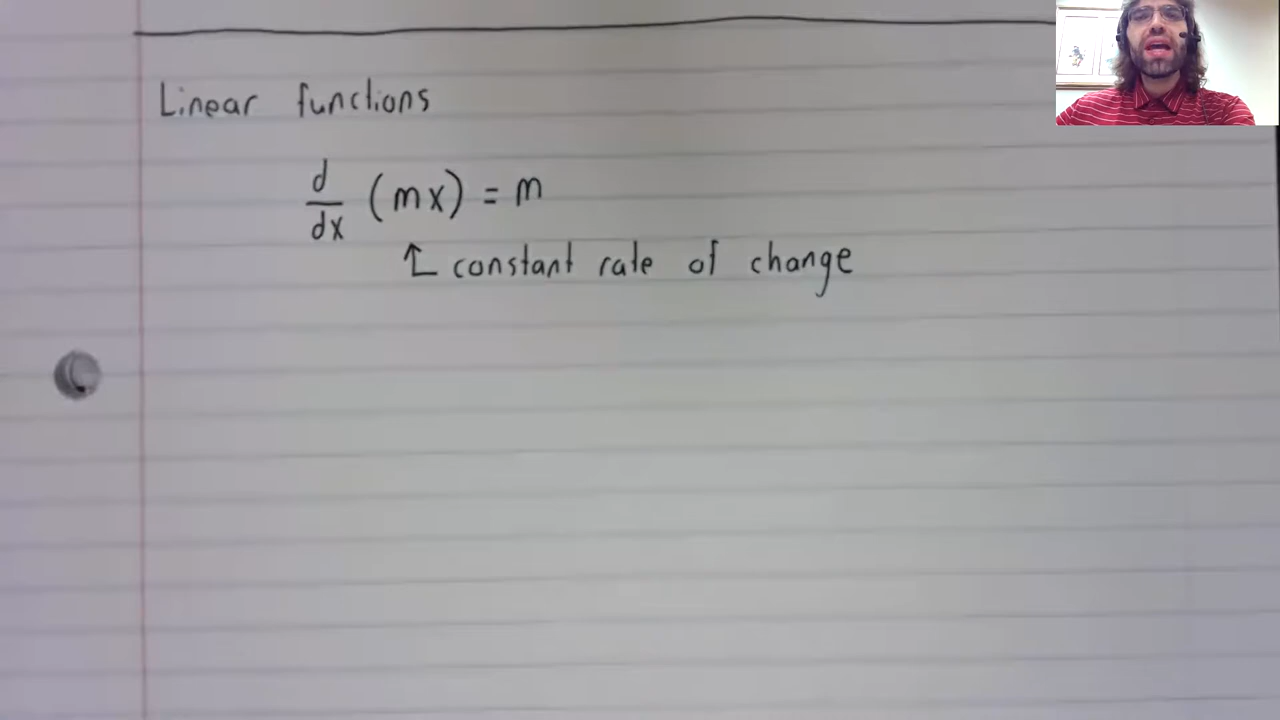 Linear functions
d/dx (mx) = m
↑ constant rate of change